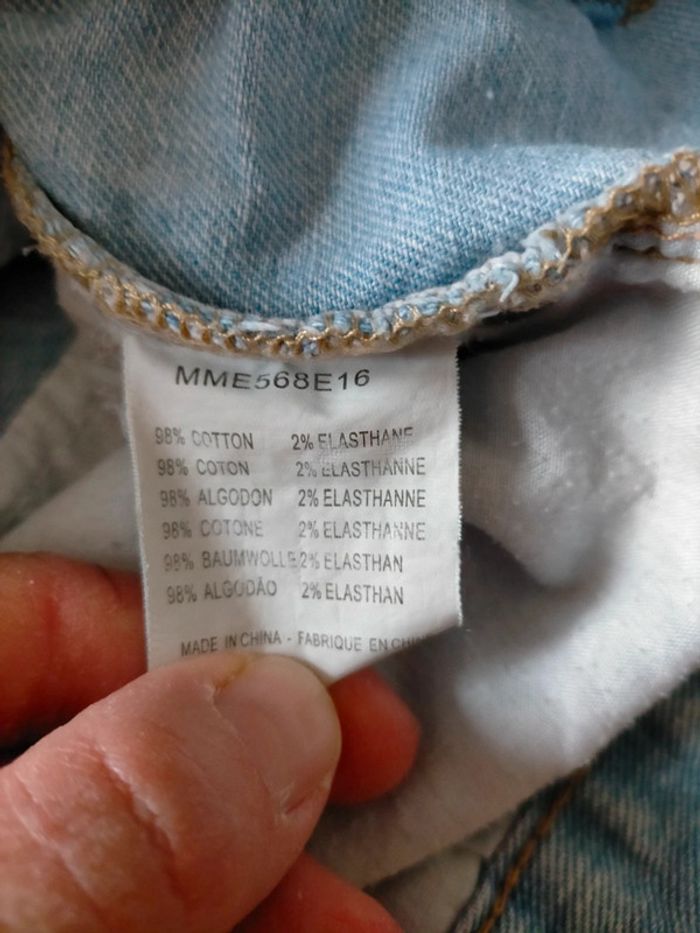 MME568E16
98% COTTON 2% ELASTHANE
98% COTON 2% ELASTHANNE
98% ALGODON 2% ELASTHANNE
98% COTONE 2% ELASTHANNE
98% BAUMWOLLE 2% ELASTHAN
98% ALGODÃO 2% ELASTHAN
MADE IN CHINA - FABRIQUE EN